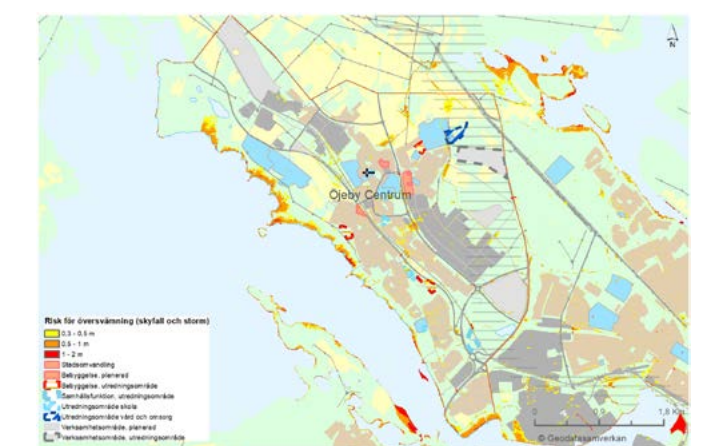 N
Öjeby Centrum
Risk för översvämning (skyfall och storm)
0,3 - 0,5 m
0,5 - 1 m
1 - 2 m
Stadsomvandling
Bebyggelse, planerad
Bebyggelse, utredningsområde
Samhällsfunktion, utredningsområde
Utredningsområde skola
Utredningsområde vård och omsorg
Verksamhetsområde, planerad
Verksamhetsområde, utredningsområde
0 0,9 1,8 Km
© Geodatasamverkan